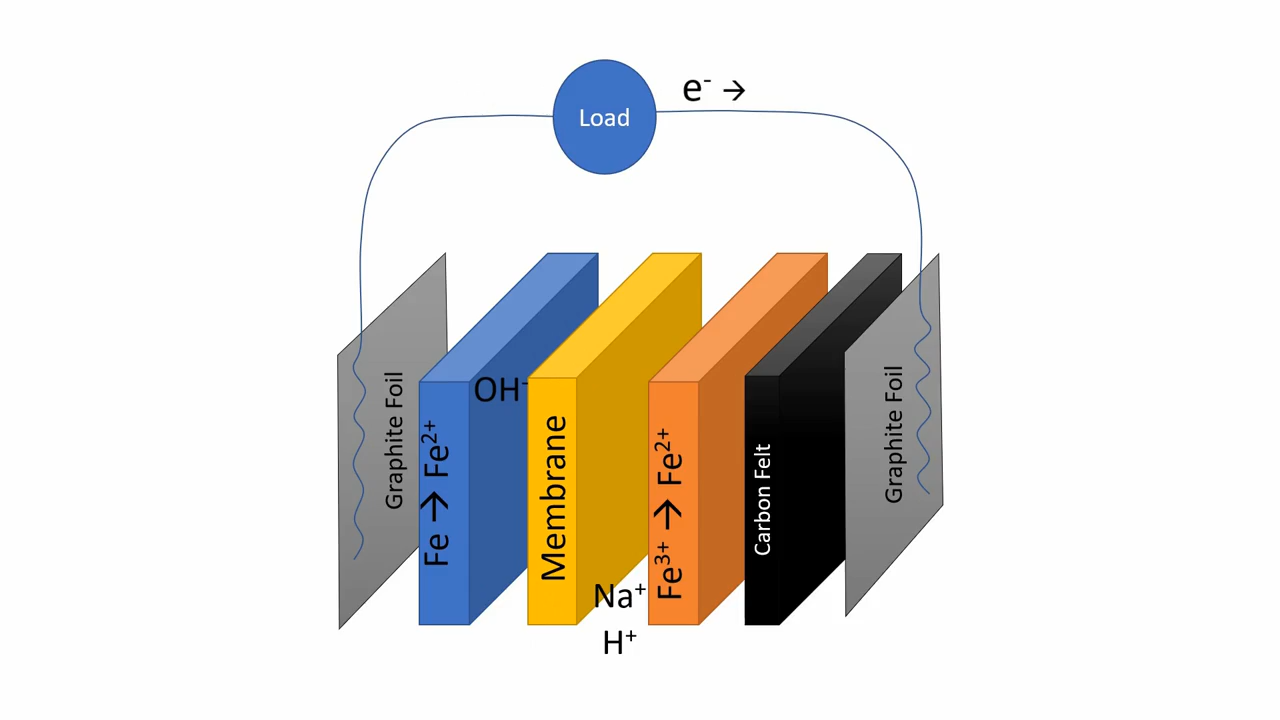 Load
e⁻ →
Graphite Foil
Fe → Fe²⁺
OH⁻
Membrane
Na⁺
H⁺
Fe³⁺ → Fe²⁺
Carbon Felt
Graphite Foil